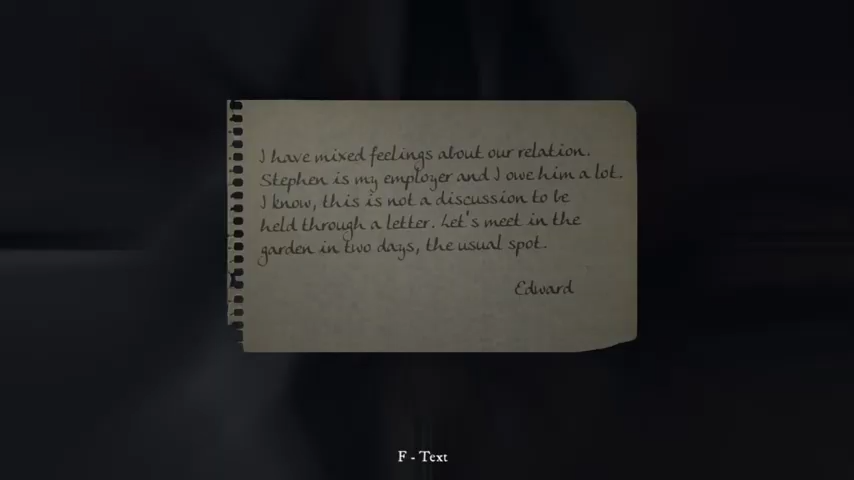 I have mixed feelings about our relation.
Stephen is my employer and I owe him a lot.
I know, this is not a discussion to be
held through a letter. Let's meet in the
garden in two days, the usual spot.
Edward
F - Text